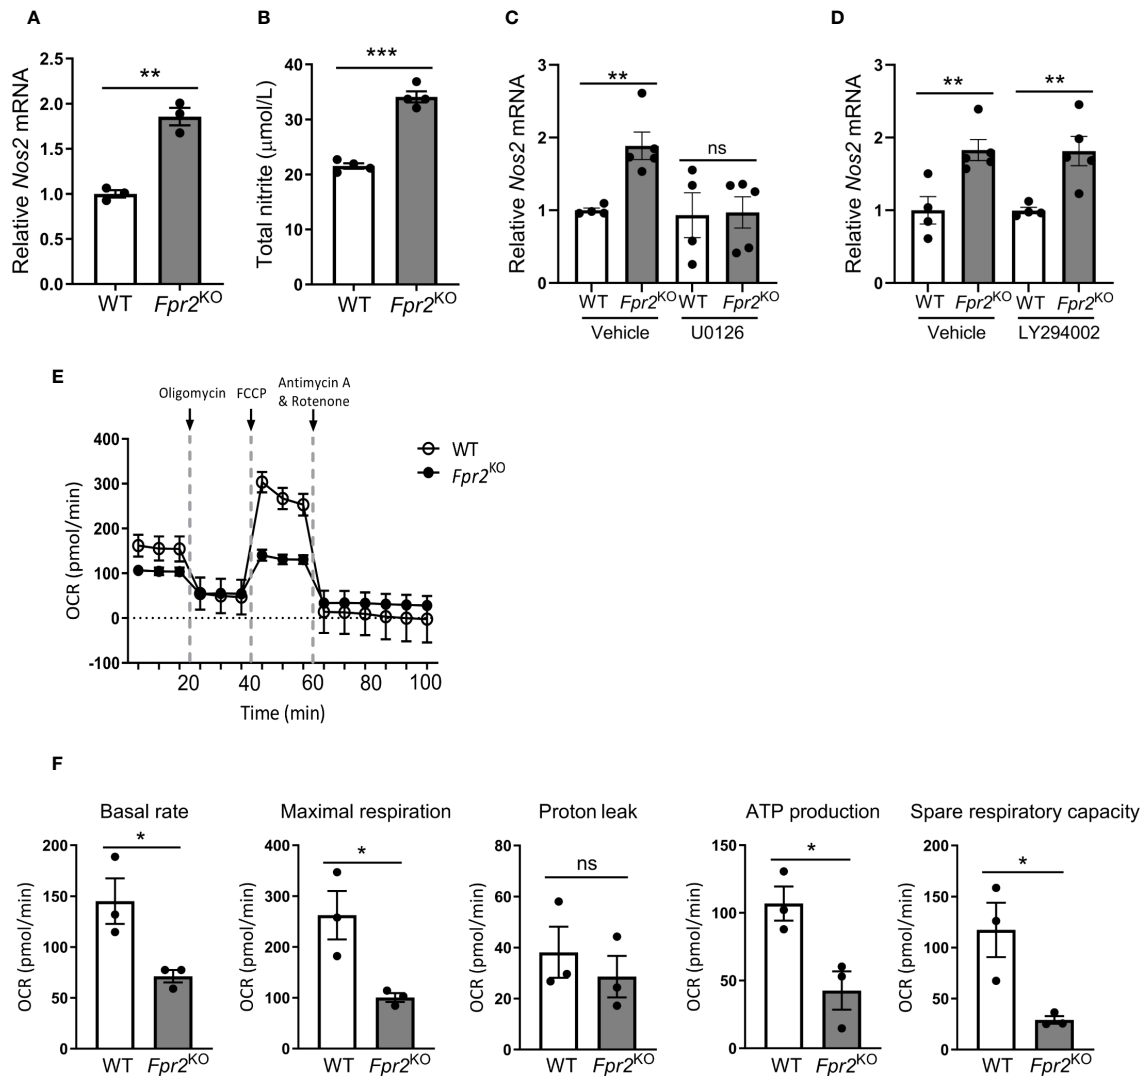 A
B
C
D
Relative Nos2 mRNA
2.5
2.0
1.5
1.0
0.5
0.0
**
WT
Fpr2KO
Total nitrite (μmol/L)
40
30
20
10
0
***
WT
Fpr2KO
Relative Nos2 mRNA
3
2
1
0
**
ns
WT Fpr2KO WT Fpr2KO
Vehicle
U0126
Relative Nos2 mRNA
3
2
1
0
**
**
WT Fpr2KO WT Fpr2KO
Vehicle
LY294002
E
Oligomycin
FCCP
Antimycin A
& Rotenone
OCR (pmol/min)
400
300
200
100
0
-100
WT
Fpr2KO
20 40 60 80 100
Time (min)
F
Basal rate
OCR (pmol/min)
200
150
100
50
0
*
WT
Fpr2KO
Maximal respiration
OCR (pmol/min)
400
300
200
100
0
*
WT
Fpr2KO
Proton leak
OCR (pmol/min)
80
60
40
20
0
ns
WT
Fpr2KO
ATP production
OCR (pmol/min)
150
100
50
0
*
WT
Fpr2KO
Spare respiratory capacity
OCR (pmol/min)
200
150
100
50
0
*
WT
Fpr2KO